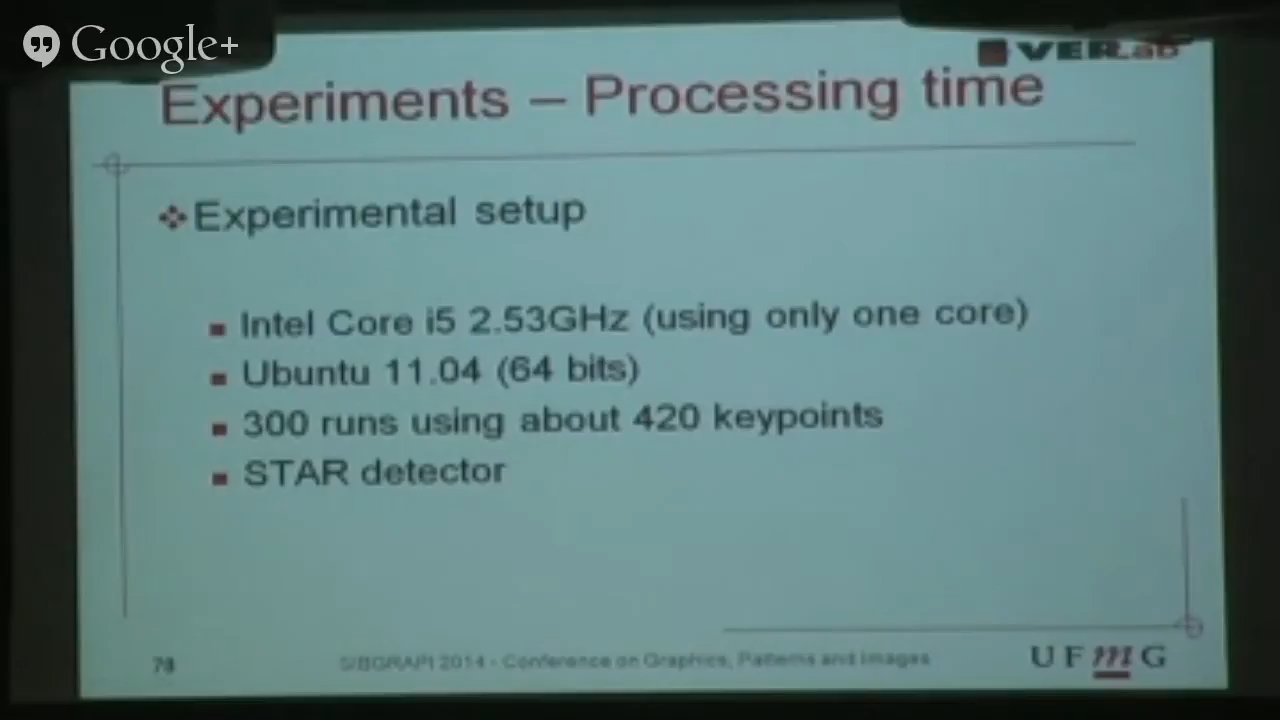 Google+
VERLab
Experiments – Processing time
Experimental setup
Intel Core i5 2.53GHz (using only one core)
Ubuntu 11.04 (64 bits)
300 runs using about 420 keypoints
STAR detector
78
SIBGRAPI 2014 - Conference on Graphics, Patterns and Images
UFmG